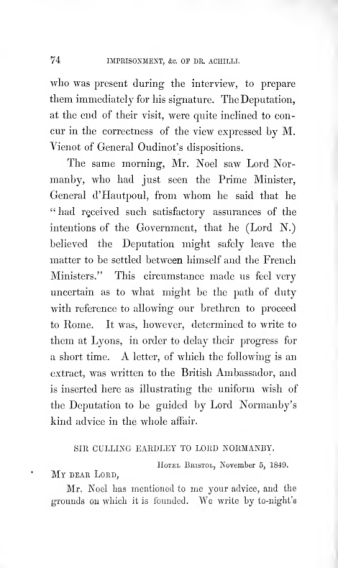 74 IMPRISONMENT, &c. OF DR. ACHILLI.
who was present during the interview, to prepare
them immediately for his signature. The Deputation,
at the end of their visit, were quite inclined to con-
cur in the correctness of the view expressed by M.
Vienot of General Oudinot's dispositions.
The same morning, Mr. Noel saw Lord Nor-
manby, who had just seen the Prime Minister,
General d'Hautpoul, from whom he said that he
"had received such satisfactory assurances of the
intentions of the Government, that he (Lord N.)
believed the Deputation might safely leave the
matter to be settled between himself and the French
Ministers." This circumstance made us feel very
uncertain as to what might be the path of duty
with reference to allowing our brethren to proceed
to Rome. It was, however, determined to write to
them at Lyons, in order to delay their progress for
a short time. A letter, of which the following is an
extract, was written to the British Ambassador, and
is inserted here as illustrating the uniform wish of
the Deputation to be guided by Lord Normanby's
kind advice in the whole affair.
SIR CULLING EARDLEY TO LORD NORMANBY.
HOTEL BRISTOL, November 5, 1849.
MY DEAR LORD,
Mr. Noel has mentioned to me your advice, and the
grounds on which it is founded. We write by to-night's